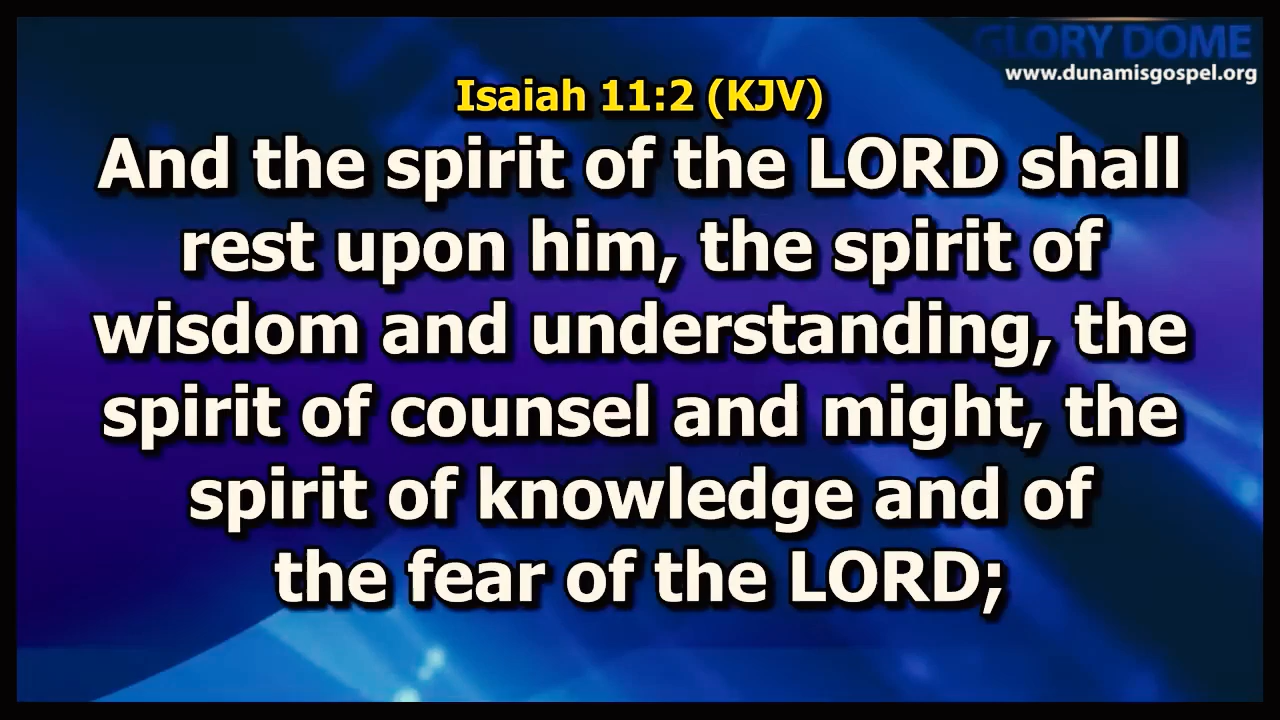 GLORY DOME
www.dunamisgospel.org
Isaiah 11:2 (KJV)
And the spirit of the LORD shall
rest upon him, the spirit of
wisdom and understanding, the
spirit of counsel and might, the
spirit of knowledge and of
the fear of the LORD;